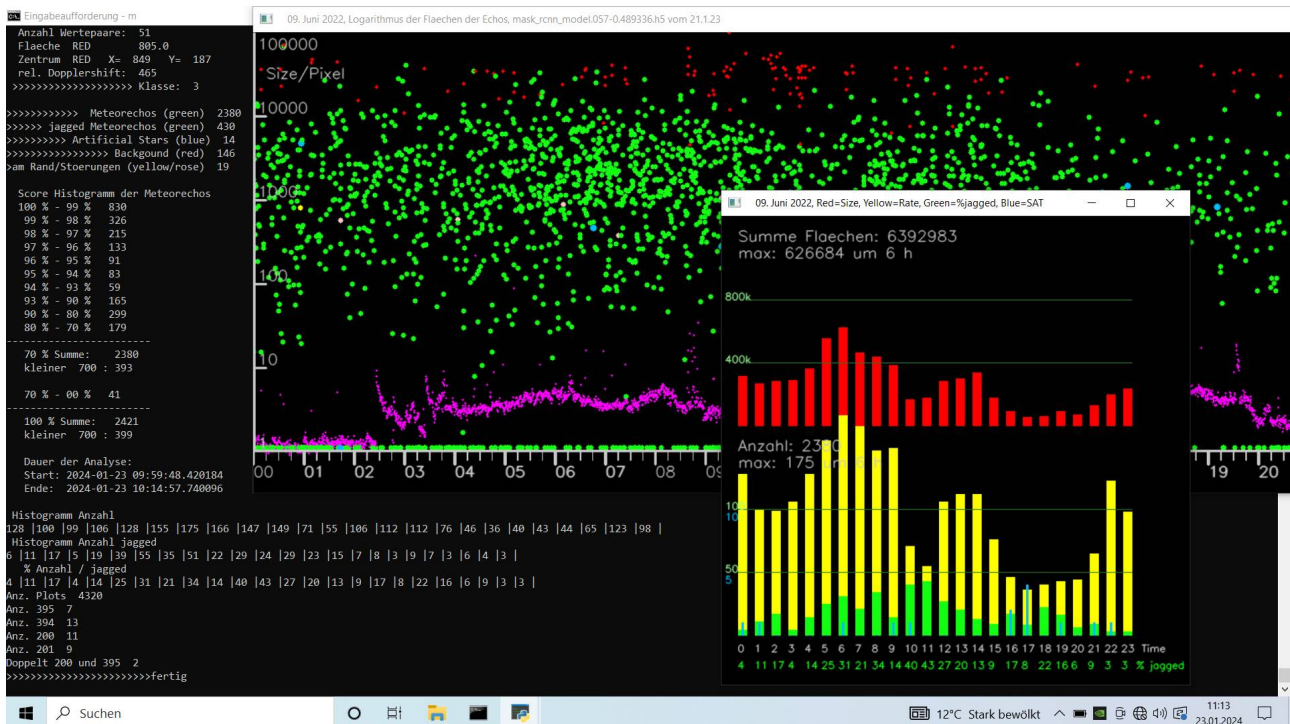 Eingabeaufforderung - m
Anzahl Wertepaare: 51
Flaeche RED 805.0
Zentrum RED X= 849 Y= 187
rel. Dopplershift: 465
>>>>>>>>>>>>>>>>>>>> Klasse: 3
>>>>>>>>>>>> Meteorechos (green) 2380
>>>>>> jagged Meteorechos (green) 430
>>>>>>>>>> Artificial Stars (blue) 14
>>>>>>>>>>>>>>>>> Backgound (red) 146
>am Rand/Stoerungen (yellow/rose) 19
Score Histogramm der Meteorechos
100 % - 99 % 830
99 % - 98 % 326
98 % - 97 % 215
97 % - 96 % 133
96 % - 95 % 91
95 % - 94 % 83
94 % - 93 % 59
93 % - 90 % 165
90 % - 80 % 299
80 % - 70 % 179
------------------------
70 % Summe: 2380
kleiner 700 : 393
70 % - 00 % 41
------------------------
100 % Summe: 2421
kleiner 700 : 399
Dauer der Analyse:
Start: 2024-01-23 09:59:48.420184
Ende: 2024-01-23 10:14:57.740096
Histogramm Anzahl
128 |100 |99 |106 |128 |155 |175 |166 |147 |149 |71 |55 |106 |112 |112 |76 |46 |36 |40 |43 |44 |65 |123 |98 |
Histogramm Anzahl jagged
6 |11 |17 |5 |19 |39 |55 |35 |51 |22 |29 |24 |29 |23 |15 |7 |8 |3 |9 |7 |3 |6 |4 |3 |
% Anzahl / jagged
4 |11 |17 |4 |14 |25 |31 |21 |34 |14 |40 |43 |27 |20 |13 |9 |17 |8 |22 |16 |6 |9 |3 |3 |
Anz. Plots 4320
Anz. 395 7
Anz. 394 13
Anz. 200 11
Anz. 201 9
Doppelt 200 und 395 2
>>>>>>>>>>>>>>>>>>>>>>>fertig
09. Juni 2022, Logarithmus der Flaechen der Echos, mask_rcnn_model.057-0.489336.h5 vom 21.1.23
100000
Size/Pixel
10000
1000
100
10
1
00 01 02 03 04 05 06 07 08 09 19 20
09. Juni 2022, Red=Size, Yellow=Rate, Green=%jagged, Blue=SAT
Summe Flaechen: 6392983
max: 626684 um 6 h
800k
400k
Anzahl: 2380
max: 175 um 6 h
10
50
5
0 1 2 3 4 5 6 7 8 9 10 11 12 13 14 15 16 17 18 19 20 21 22 23 Time
4 11 17 4 14 25 31 21 34 14 40 43 27 20 13 9 17 8 22 16 6 9 3 3 % jagged
Suchen
12°C Stark bewölkt
11:13
23.01.2024